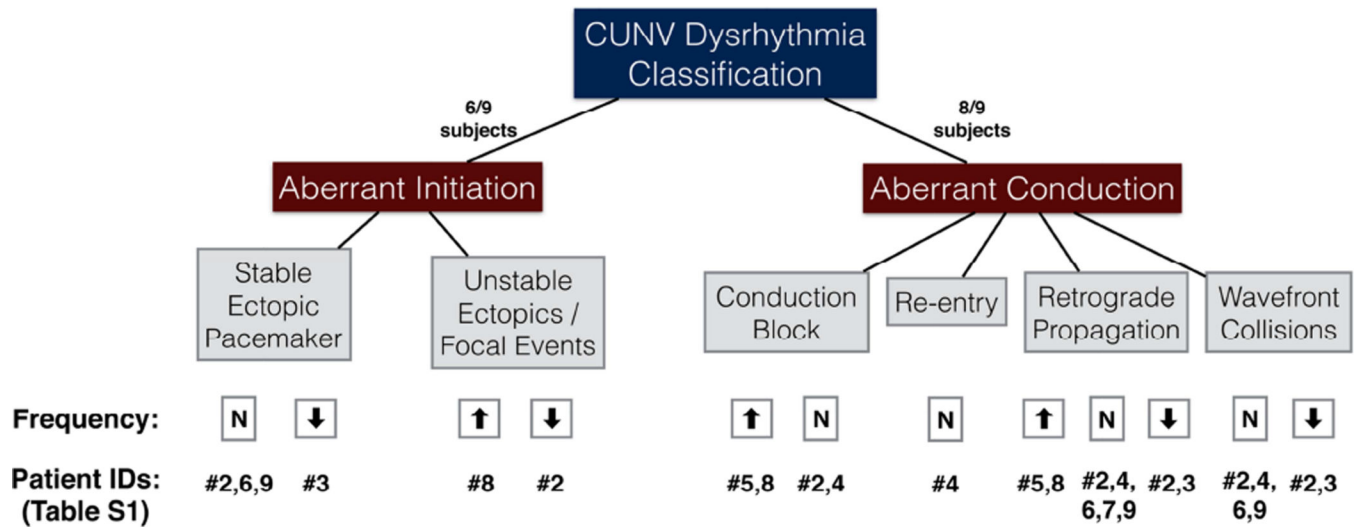 CUNV Dysrhythmia
Classification
6/9
subjects
8/9
subjects
Aberrant Initiation
Aberrant Conduction
Stable
Ectopic
Pacemaker
Unstable
Ectopics /
Focal Events
Conduction
Block
Re-entry
Retrograde
Propagation
Wavefront
Collisions
Frequency: N ↓ ↑ ↓ ↑ N N ↑ N ↓ N ↓
Patient IDs: #2,6,9 #3 #8 #2 #5,8 #2,4 #4 #5,8 #2,4, #2,3 #2,4, #2,3
(Table S1) 6,7,9 6,9